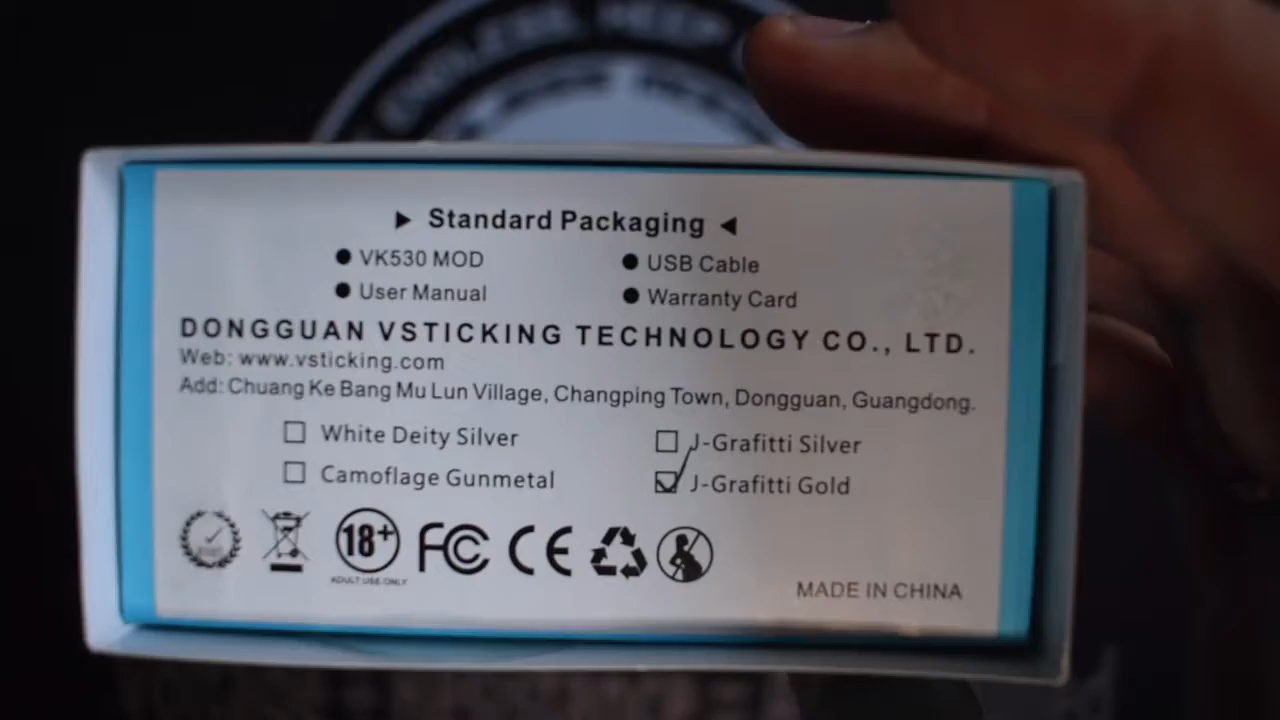 ENDLESS
▶ Standard Packaging ◀
● VK530 MOD ● USB Cable
● User Manual ● Warranty Card
DONGGUAN VSTICKING TECHNOLOGY CO., LTD.
Web: www.vsticking.com
Add: Chuang Ke Bang Mu Lun Village, Changping Town, Dongguan, Guangdong.
☐ White Deity Silver ☐ J-Grafitti Silver
☐ Camoflage Gunmetal ☑ J-Grafitti Gold
18+ FC CE
ADULT USE ONLY
MADE IN CHINA